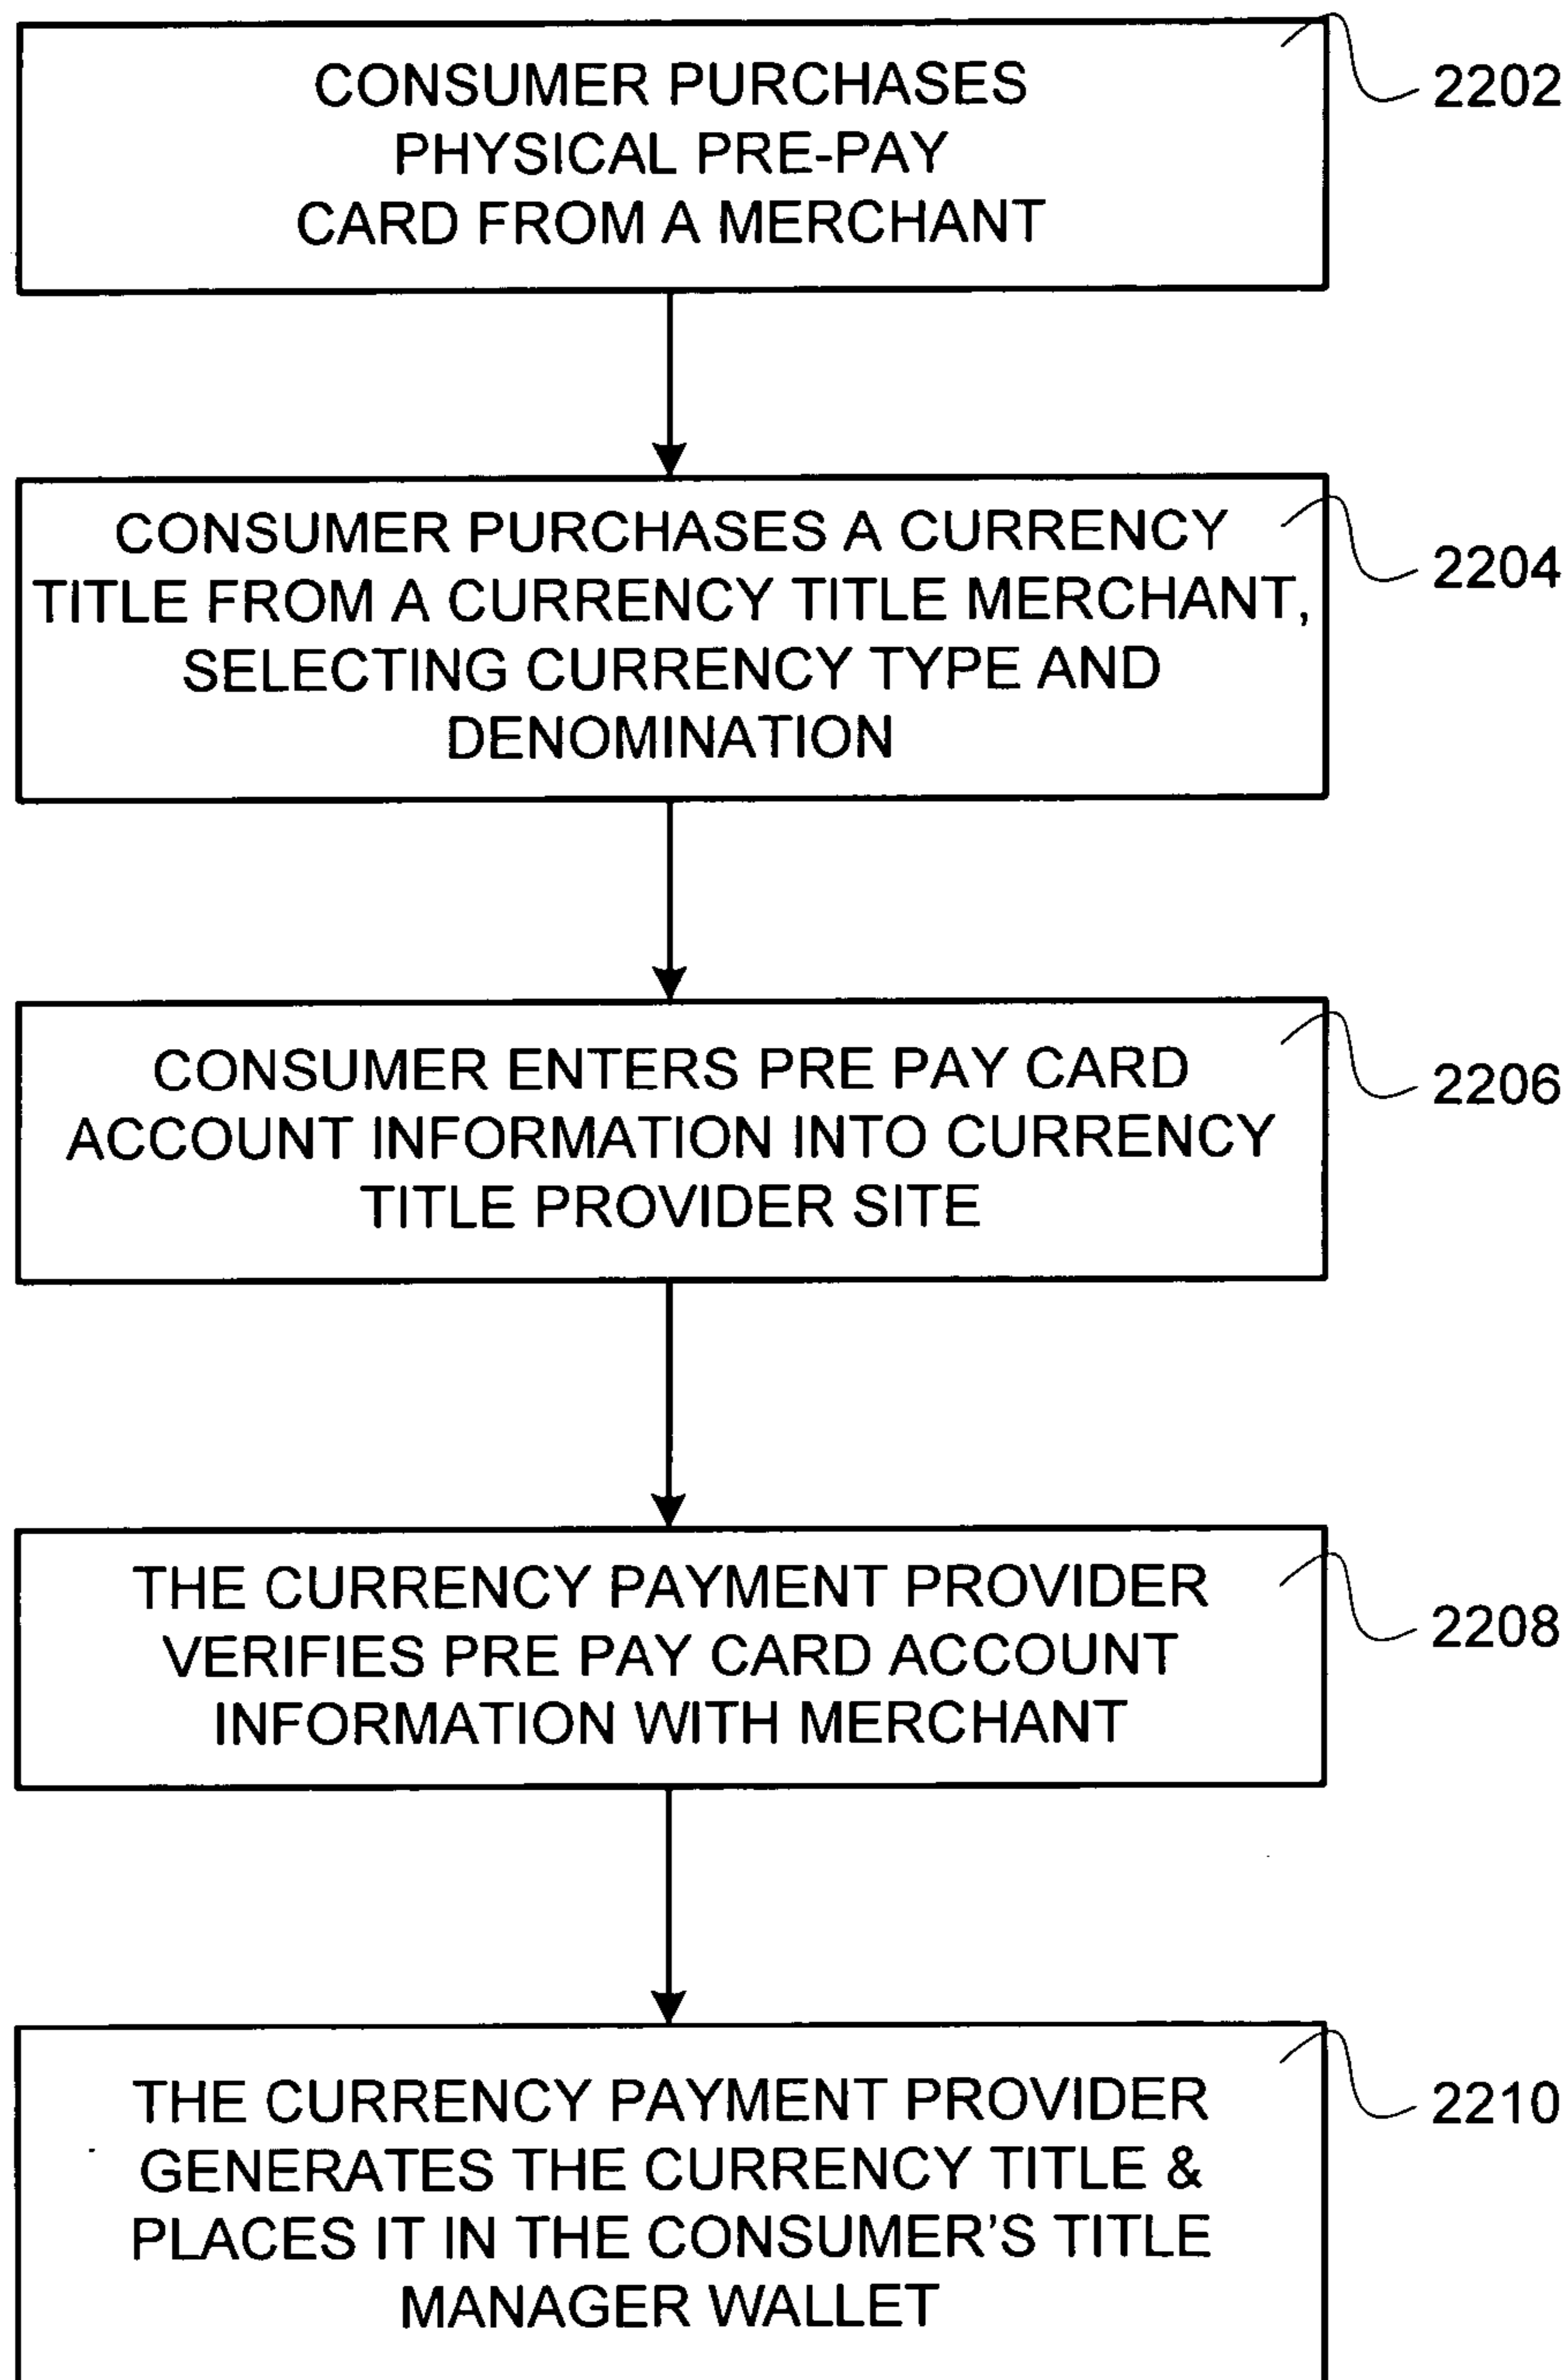 CONSUMER PURCHASES
PHYSICAL PRE-PAY
CARD FROM A MERCHANT
2202
CONSUMER PURCHASES A CURRENCY
TITLE FROM A CURRENCY TITLE MERCHANT,
SELECTING CURRENCY TYPE AND
DENOMINATION
2204
CONSUMER ENTERS PRE PAY CARD
ACCOUNT INFORMATION INTO CURRENCY
TITLE PROVIDER SITE
2206
THE CURRENCY PAYMENT PROVIDER
VERIFIES PRE PAY CARD ACCOUNT
INFORMATION WITH MERCHANT
2208
THE CURRENCY PAYMENT PROVIDER
GENERATES THE CURRENCY TITLE &
PLACES IT IN THE CONSUMER'S TITLE
MANAGER WALLET
2210